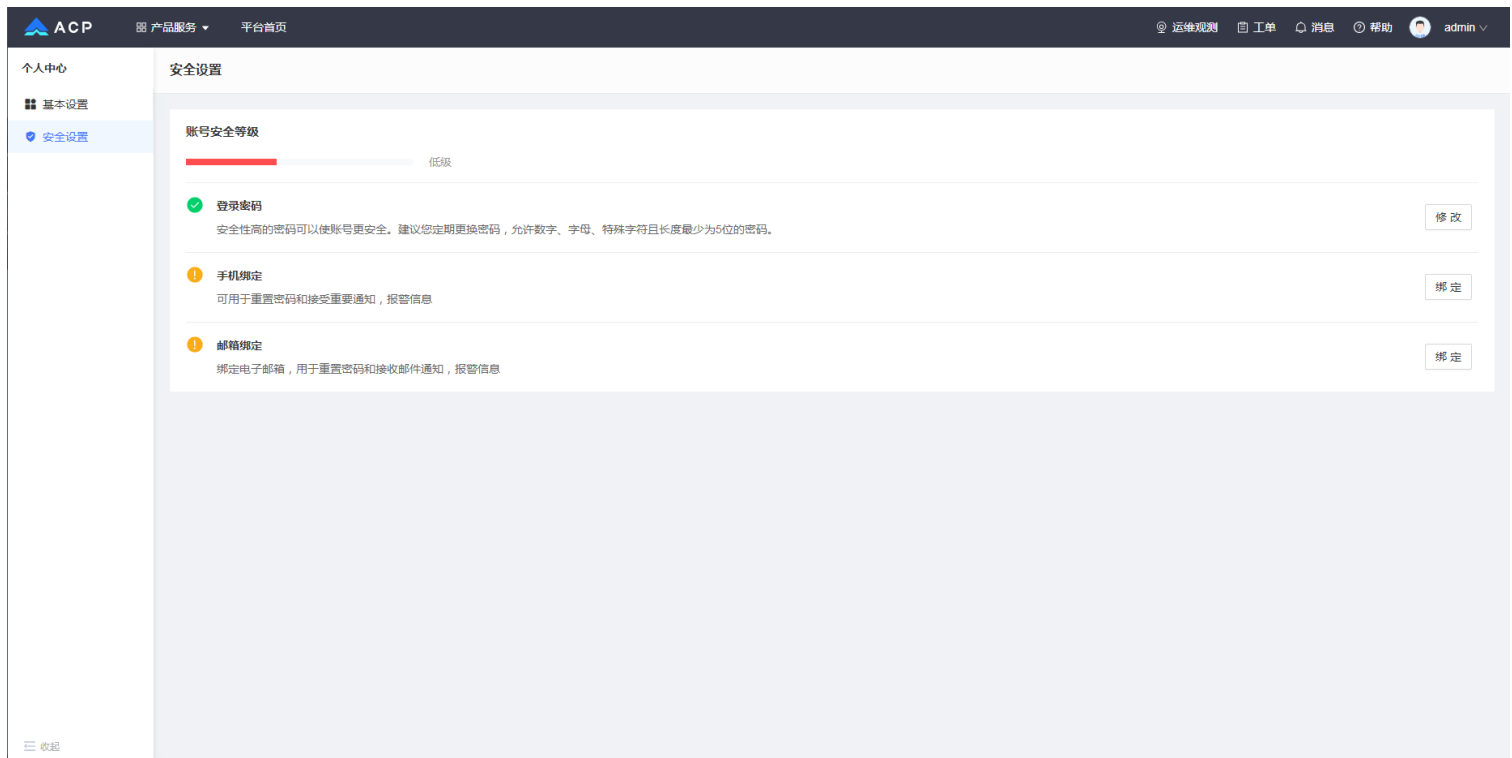 ACP 产品服务 平台首页 运维观测 工单 消息 帮助 admin
个人中心
安全设置
基本设置
安全设置
账号安全等级
低级
登录密码
安全性高的密码可以使账号更安全。建议您定期更换密码，允许数字、字母、特殊字符且长度最少为5位的密码。
修 改
手机绑定
可用于重置密码和接受重要通知，报警信息
绑 定
邮箱绑定
绑定电子邮箱，用于重置密码和接收邮件通知，报警信息
绑 定
收起